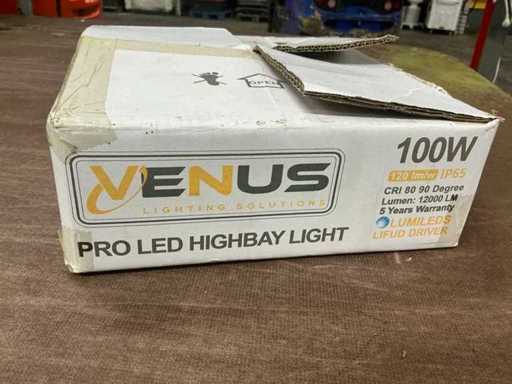 OPEN
VENUS
LIGHTING SOLUTIONS
PRO LED HIGHBAY LIGHT
100W
120 lm/w IP65
CRI 80 90 Degree
Lumen: 12000 LM
5 Years Warranty
LUMILEDS
LIFUD DRIVER